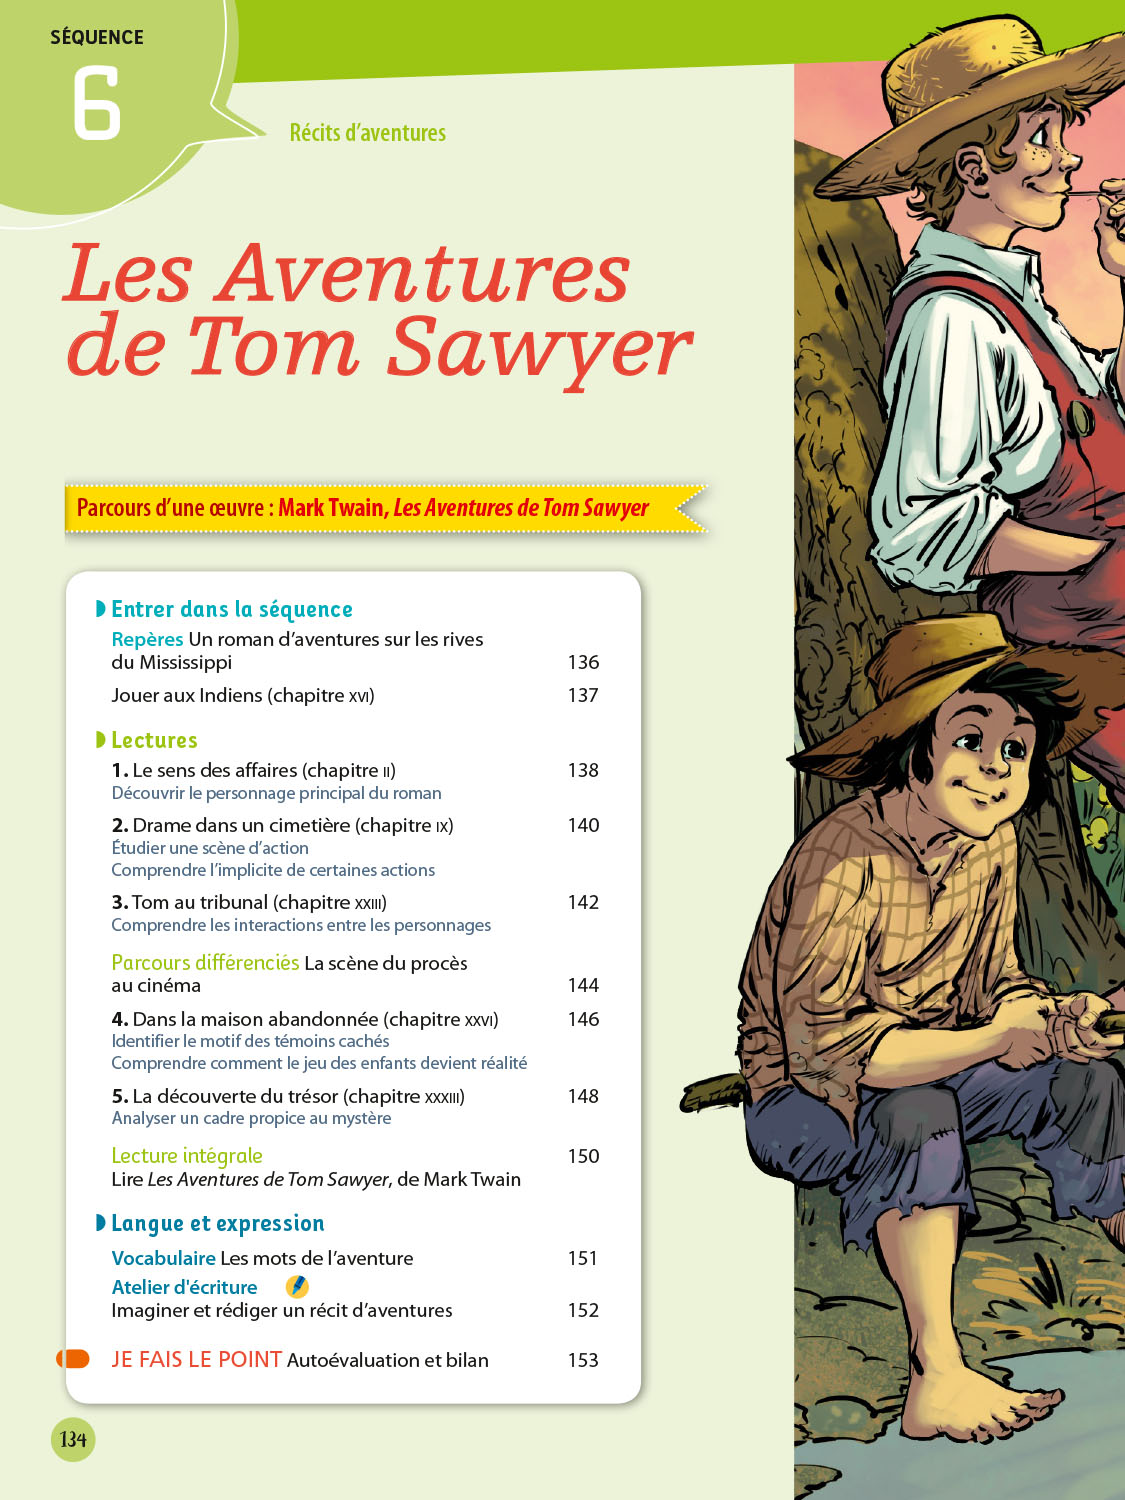 SÉQUENCE
6
Récits d’aventures
Les Aventures
de Tom Sawyer
Parcours d’une œuvre : Mark Twain, Les Aventures de Tom Sawyer
Entrer dans la séquence
Repères Un roman d’aventures sur les rives
du Mississippi 136
Jouer aux Indiens (chapitre XVI) 137
Lectures
1. Le sens des affaires (chapitre II) 138
Découvrir le personnage principal du roman
2. Drame dans un cimetière (chapitre IX) 140
Étudier une scène d’action
Comprendre l’implicite de certaines actions
3. Tom au tribunal (chapitre XXIII) 142
Comprendre les interactions entre les personnages
Parcours différenciés La scène du procès
au cinéma 144
4. Dans la maison abandonnée (chapitre XXVI) 146
Identifier le motif des témoins cachés
Comprendre comment le jeu des enfants devient réalité
5. La découverte du trésor (chapitre XXXIII) 148
Analyser un cadre propice au mystère
Lecture intégrale 150
Lire Les Aventures de Tom Sawyer, de Mark Twain
Langue et expression
Vocabulaire Les mots de l’aventure 151
Atelier d'écriture
Imaginer et rédiger un récit d’aventures 152
JE FAIS LE POINT Autoévaluation et bilan 153
134